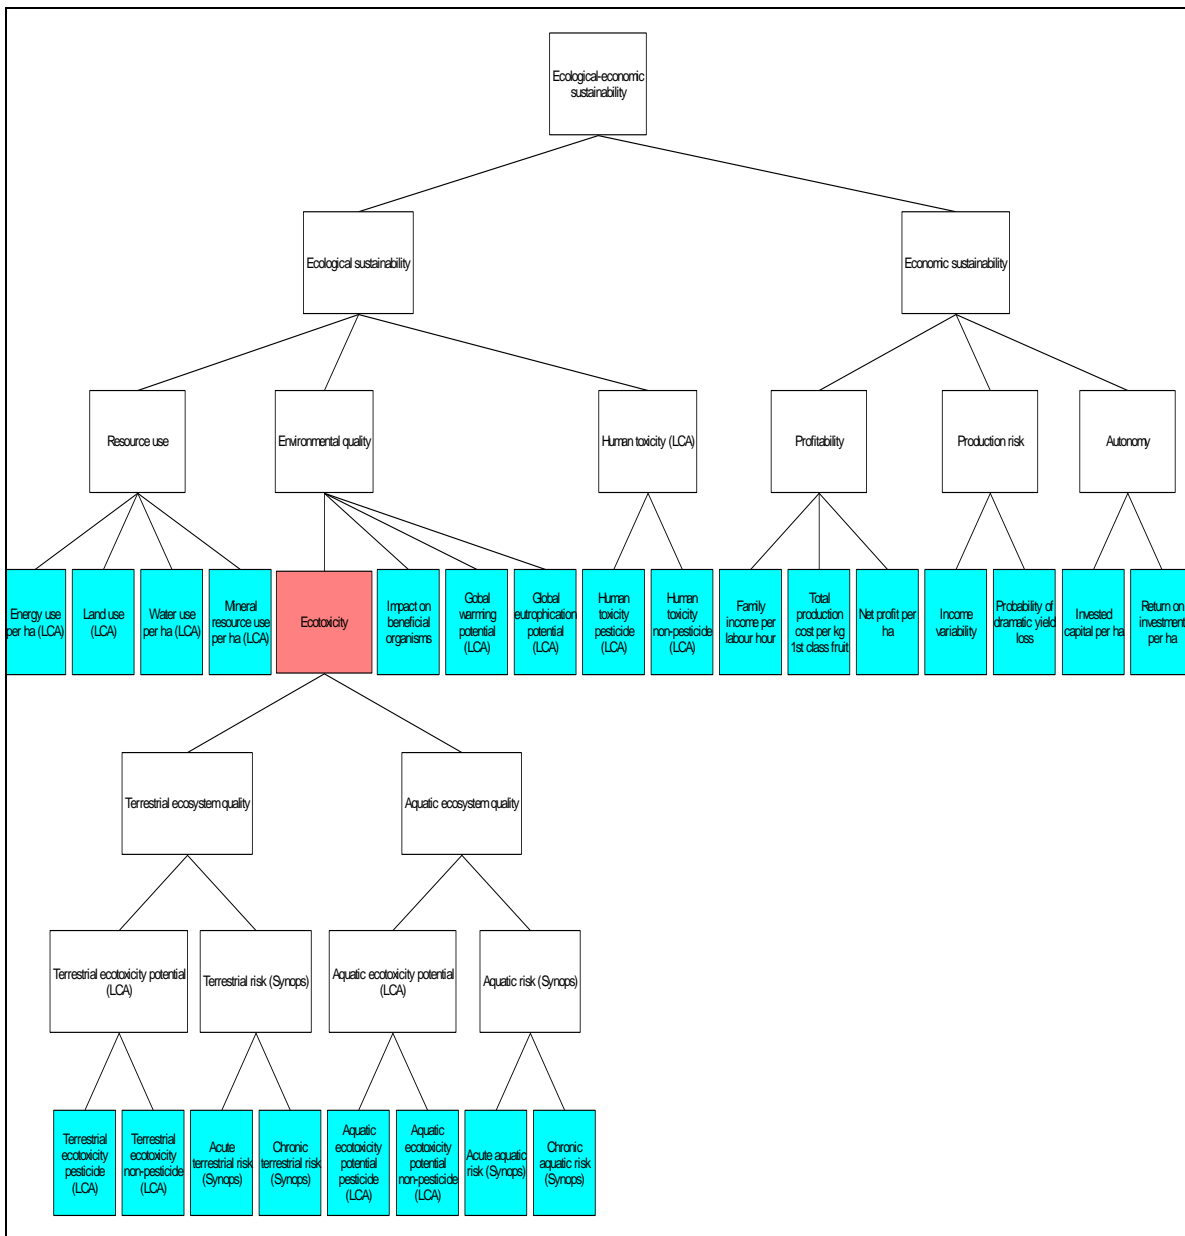 Ecological-economic
sustainability
Ecological sustainability
Economic sustainability
Resource use
Environmental quality
Human toxicity (LCA)
Profitability
Production risk
Autonomy
Energy use
per ha (LCA)
Land use
(LCA)
Water use
per ha (LCA)
Mineral
resource use
per ha (LCA)
Ecotoxicity
Impact on
beneficial
organisms
Gobal
warming
potential
(LCA)
Global
eutrophication
potential (LCA)
Human
toxicity
pesticide (LCA)
Human
toxicity
non-pesticide
(LCA)
Family
income per
labour hour
Total
production
cost per kg
1st class fruit
Net profit per
ha
Income
variability
Probability of
dramatic yield
loss
Invested
capital per ha
Return on
investment
per ha
Terrestrial ecosystem quality
Aquatic ecosystem quality
Terrestrial ecotoxicity potential
(LCA)
Terrestrial risk (Synops)
Aquatic ecotoxicity potential
(LCA)
Aquatic risk (Synops)
Terrestrial
ecotoxicity
pesticide
(LCA)
Terrestrial
ecotoxicity
non-pesticide
(LCA)
Acute
terrestrial risk
(Synops)
Chronic
terrestrial risk
(Synops)
Aquatic
ecotoxicity
potential
pesticide
(LCA)
Aquatic
ecotoxicity
potential
non-pesticide
(LCA)
Acute aquatic
risk (Synops)
Chronic
aquatic risk
(Synops)